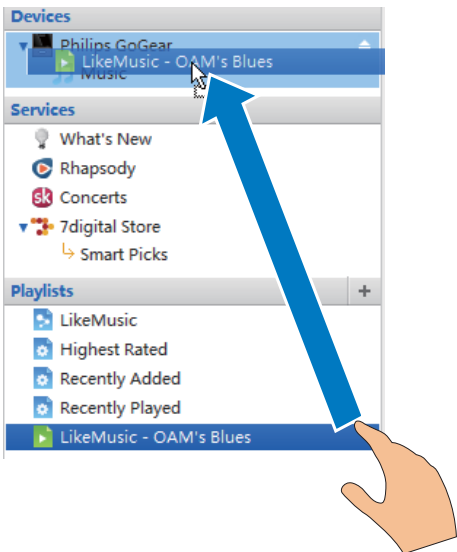 Devices
Philips GoGear
LikeMusic - OAM's Blues
Music
Services
What's New
Rhapsody
sk Concerts
7digital Store
Smart Picks
Playlists
LikeMusic
Highest Rated
Recently Added
Recently Played
LikeMusic - OAM's Blues